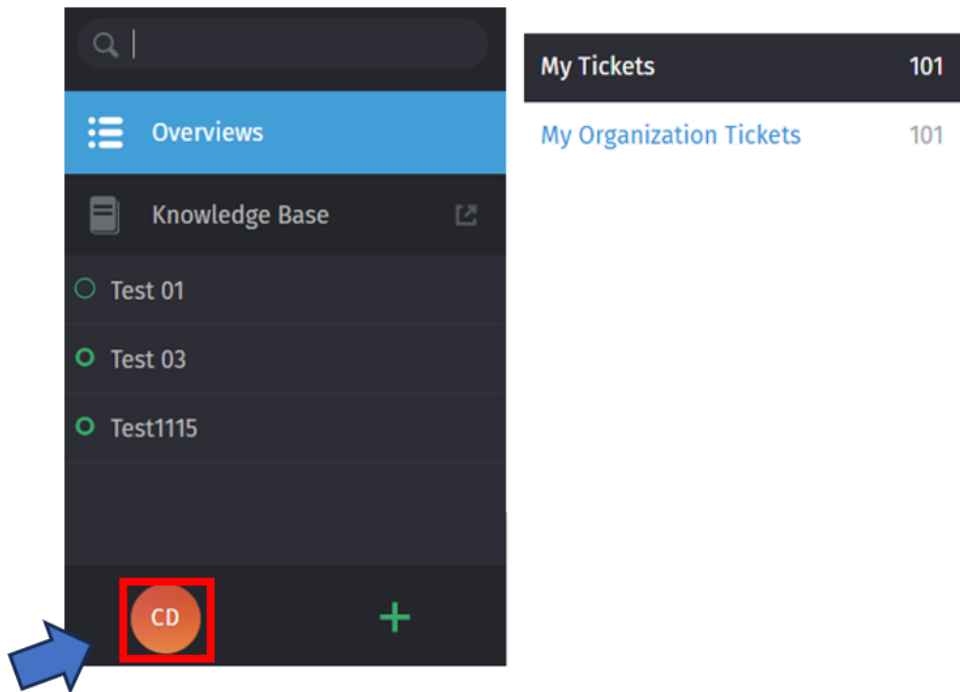 Overviews
Knowledge Base
Test 01
Test 03
Test1115
CD
My Tickets 101
My Organization Tickets 101